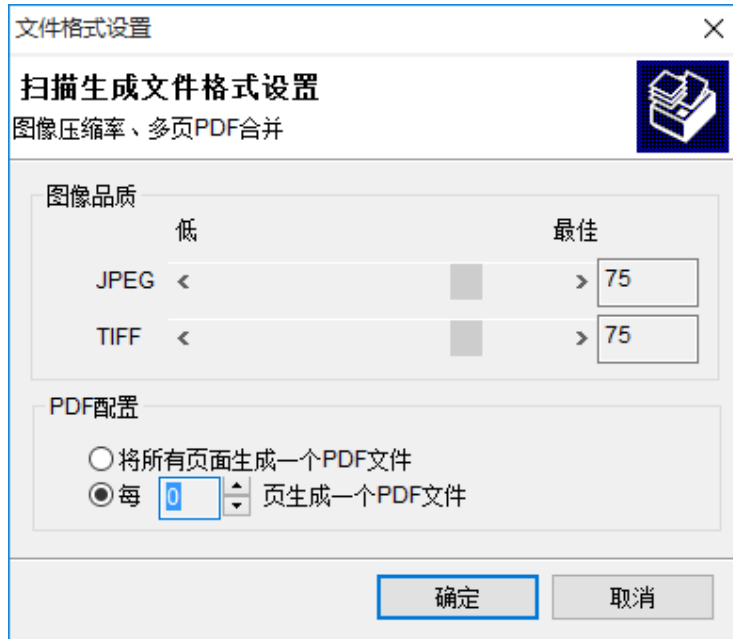 文件格式设置
扫描生成文件格式设置
图像压缩率、多页PDF合并
图像品质
低 最佳
JPEG 75
TIFF 75
PDF配置
将所有页面生成一个PDF文件
每 0 页生成一个PDF文件
确定 取消